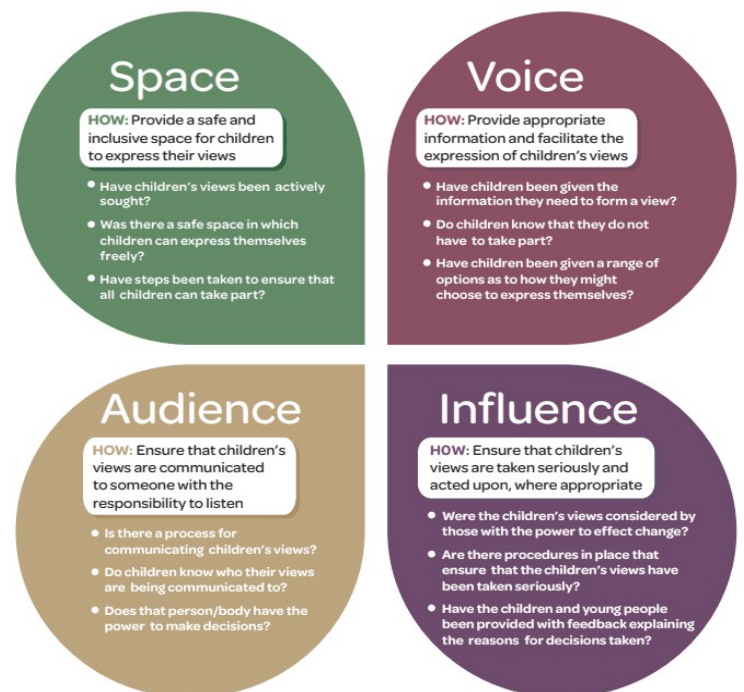 Space
HOW: Provide a safe and
inclusive space for children
to express their views
• Have children's views been actively
sought?
• Was there a safe space in which
children can express themselves
freely?
• Have steps been taken to ensure that
all children can take part?
Voice
HOW: Provide appropriate
information and facilitate the
expression of children's views
• Have children been given the
information they need to form a view?
• Do children know that they do not
have to take part?
• Have children been given a range of
options as to how they might
choose to express themselves?
Audience
HOW: Ensure that children's
views are communicated
to someone with the
responsibility to listen
• Is there a process for
communicating children's views?
• Do children know who their views
are being communicated to?
• Does that person/body have the
power to make decisions?
Influence
HOW: Ensure that children's
views are taken seriously and
acted upon, where appropriate
• Were the children's views considered by
those with the power to effect change?
• Are there procedures in place that
ensure that the children's views have
been taken seriously?
• Have the children and young people
been provided with feedback explaining
the reasons for decisions taken?